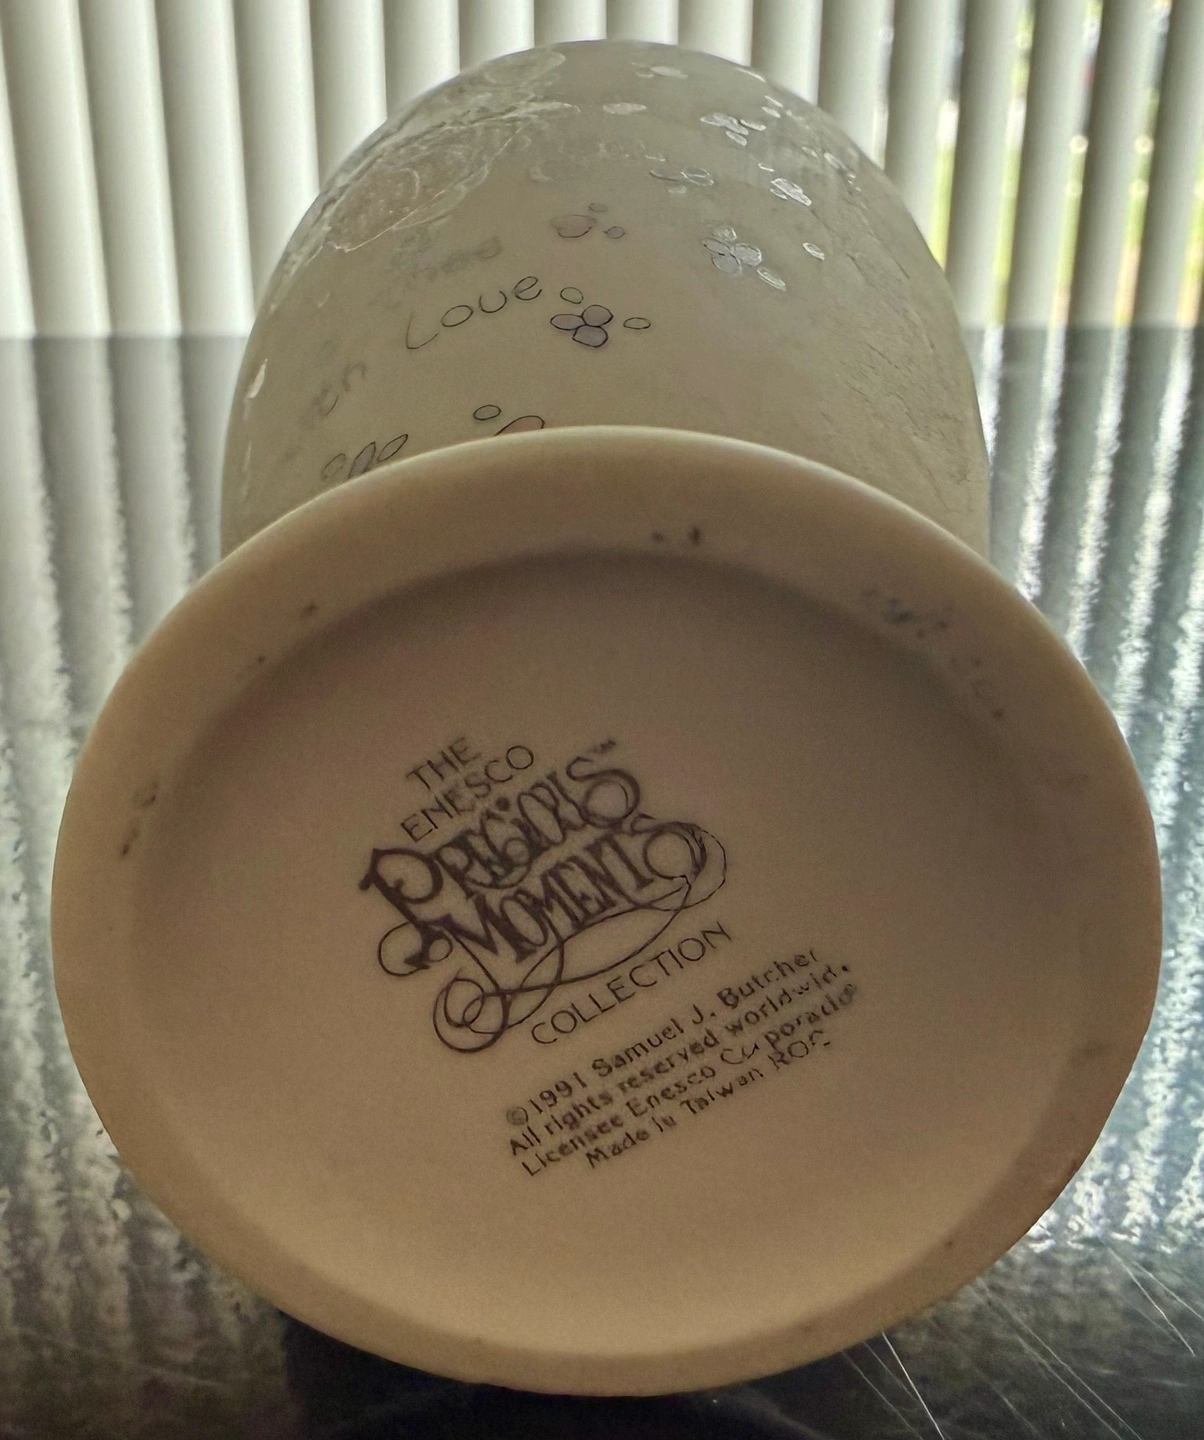 Love
THE
ENESCO
PRECIOUS™
MOMENTS
COLLECTION
©1991 Samuel J. Butcher
All rights reserved worldwide.
Licensee Enesco Corporation
Made in Taiwan ROC